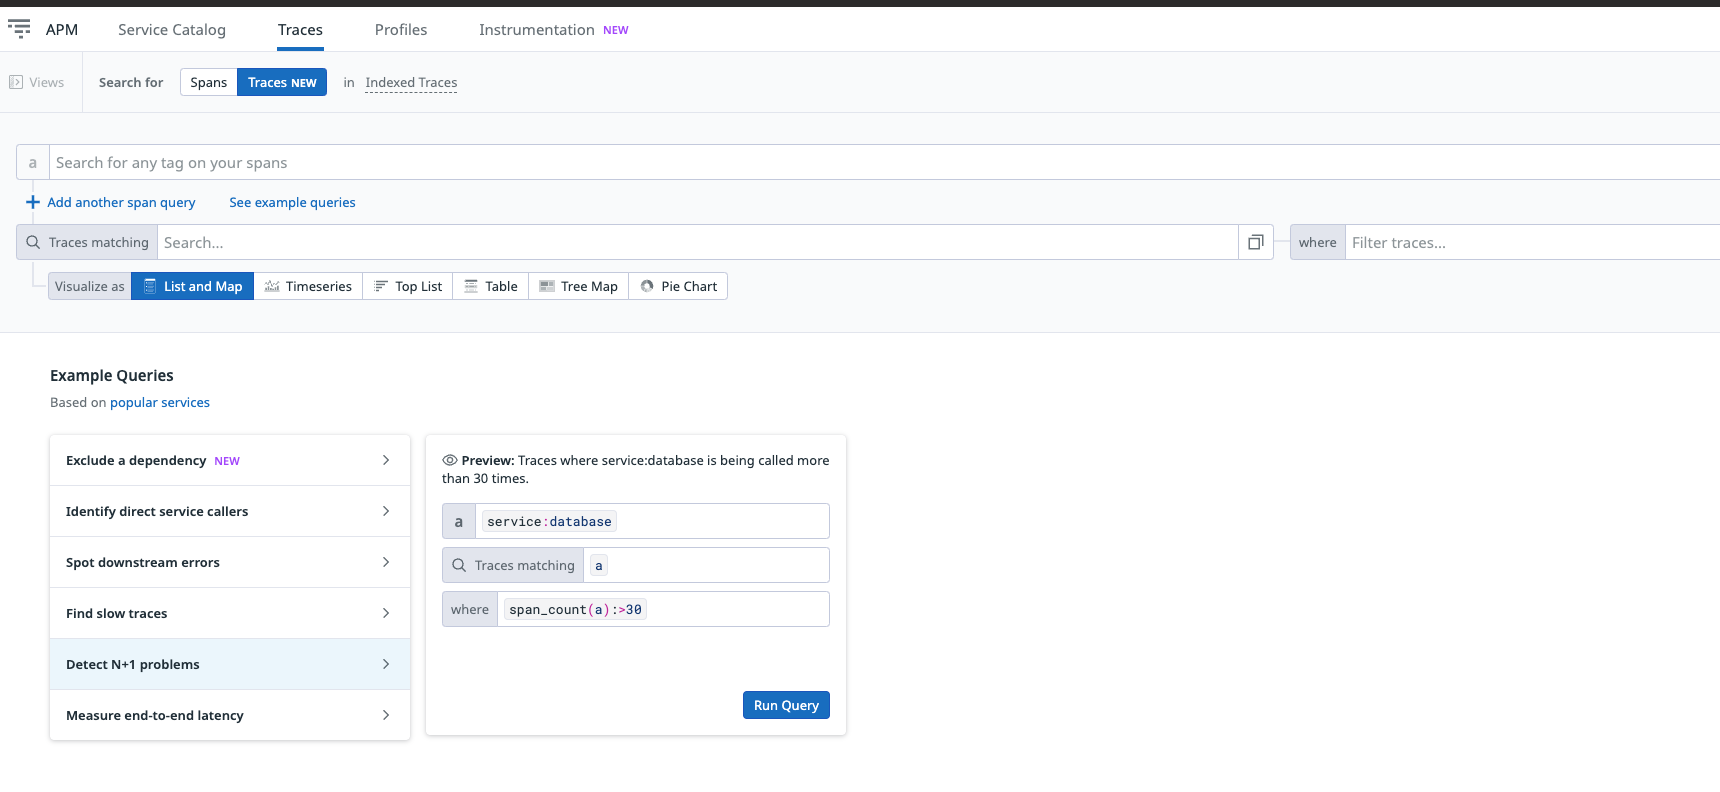 APM Service Catalog Traces Profiles Instrumentation NEW
Views Search for Spans Traces NEW in Indexed Traces
a Search for any tag on your spans
Add another span query See example queries
Traces matching Search... where Filter traces...
Visualize as List and Map Timeseries Top List Table Tree Map Pie Chart
Example Queries
Based on popular services
Exclude a dependency NEW
Identify direct service callers
Spot downstream errors
Find slow traces
Detect N+1 problems
Measure end-to-end latency
Preview: Traces where service:database is being called more
than 30 times.
a service:database
Traces matching a
where span_count(a):>30
Run Query